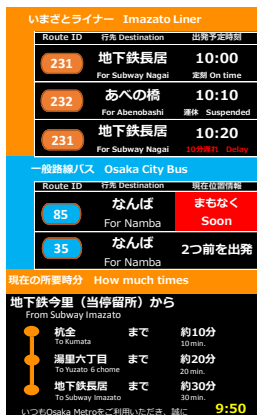 いまざとライナー Imazato Liner
Route ID 行先 Destination 出発予定時刻
231 地下鉄長居 10:00
For Subway Nagai 定刻 On time
232 あべの橋 10:10
For Abenobashi 運休 Suspended
231 地下鉄長居 10:20
For Subway Nagai 10分遅れ Delay
一般路線バス Osaka City Bus
Route ID 行先 Destination 現在位置情報
85 なんば まもなく
For Namba Soon
35 なんば 2つ前を出発
For Namba
現在の所要時分 How much times
地下鉄今里（当停留所）から
From Subway Imazato
杭全 まで 約10分
To Kumata 10 min.
湯里六丁目 まで 約20分
To Yuzato 6 chome 20 min.
地下鉄長居 まで 約30分
To Subway Imazato 30 min.
いつもOsaka Metroをご利用いただき、誠に 9:50